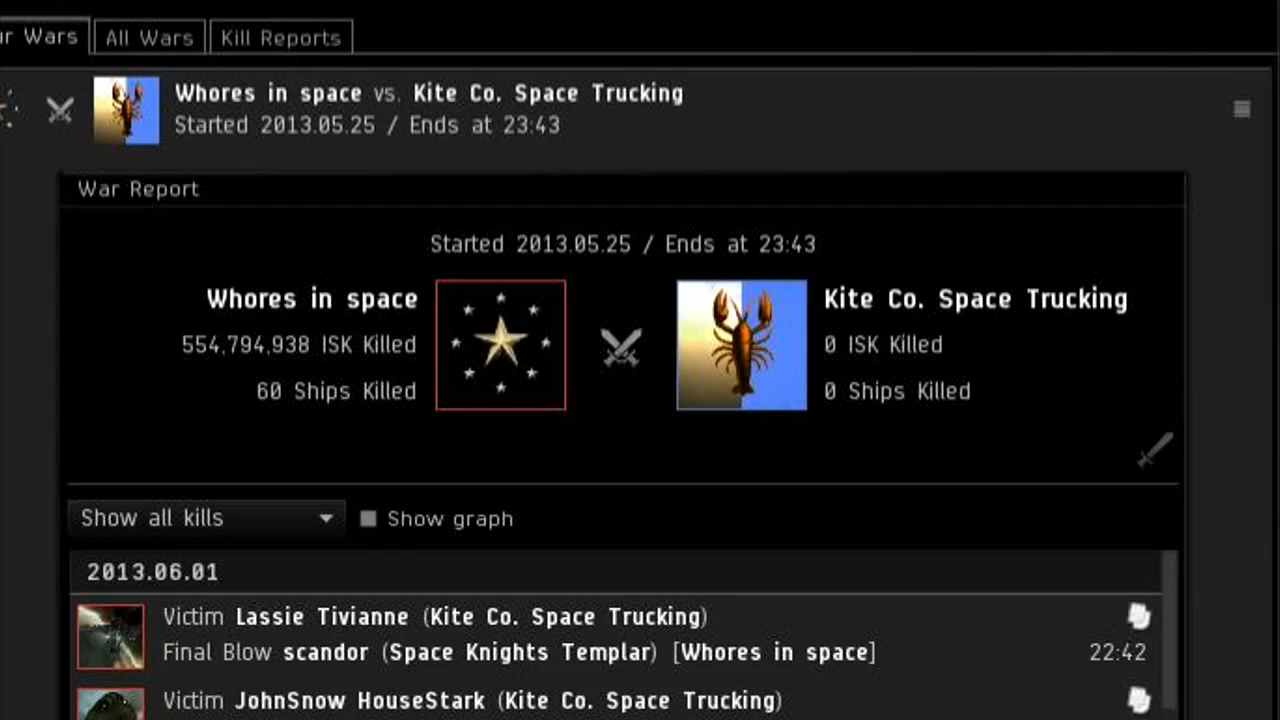 ur Wars
All Wars
Kill Reports
Whores in space vs. Kite Co. Space Trucking
Started 2013.05.25 / Ends at 23:43
War Report
Started 2013.05.25 / Ends at 23:43
Whores in space
554,794,938 ISK Killed
60 Ships Killed
Kite Co. Space Trucking
0 ISK Killed
0 Ships Killed
Show all kills
Show graph
2013.06.01
Victim Lassie Tivianne (Kite Co. Space Trucking)
Final Blow scandor (Space Knights Templar) [Whores in space]
22:42
Victim JohnSnow HouseStark (Kite Co. Space Trucking)